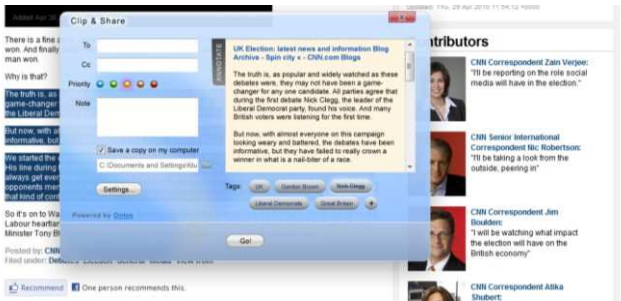 Added Apr 30
Updated: Thu, 29 Apr 2010 11:54:12 +0000
Clip & Share
To
Cc
Priority
Note
Save a copy on my computer
C:\Documents and Settings\
Settings...
Powered by
ANNOTATE
UK Election: latest news and information Blog
Archive - Spin city « - CNN.com Blogs
The truth is, as popular and widely watched as these
debates were, they may not have been a game-
changer for any one candidate. All parties agree that
during the first debate Nick Clegg, the leader of the
Liberal Democrat party, found his voice. And many
British voters were listening for the first time.
But now, with almost everyone on this campaign
looking weary and battered, the debates have been
informative, but they have failed to really crown a
winner in what is a nail-biter of a race.
Tags:
UK
Gordon Brown
Nick Clegg
Liberal Democrats
Great Britain
+
Go!
There is a fine
won. And finally
man won.
Why is that?
The truth is, as
game-changer
the Liberal Dem
But now, with al
informative, but
We started the
His line during
always get ever
opponents mer
that kind of cont
So it's on to Wa
Labour heartlan
Minister Tony Bl
Posted by: CNN
Filed under: Debates Election General Media View from
Recommend
One person recommends this.
ntributors
CNN Correspondent Zain Verjee:
"I'll be reporting on the role social
media will have in the election."
CNN Senior International
Correspondent Nic Robertson:
"I'll be taking a look from the
outside, peering in"
CNN Correspondent Jim
Boulden:
"I will be watching what impact
the election will have on the
British economy"
CNN Correspondent Atika
Shubert: